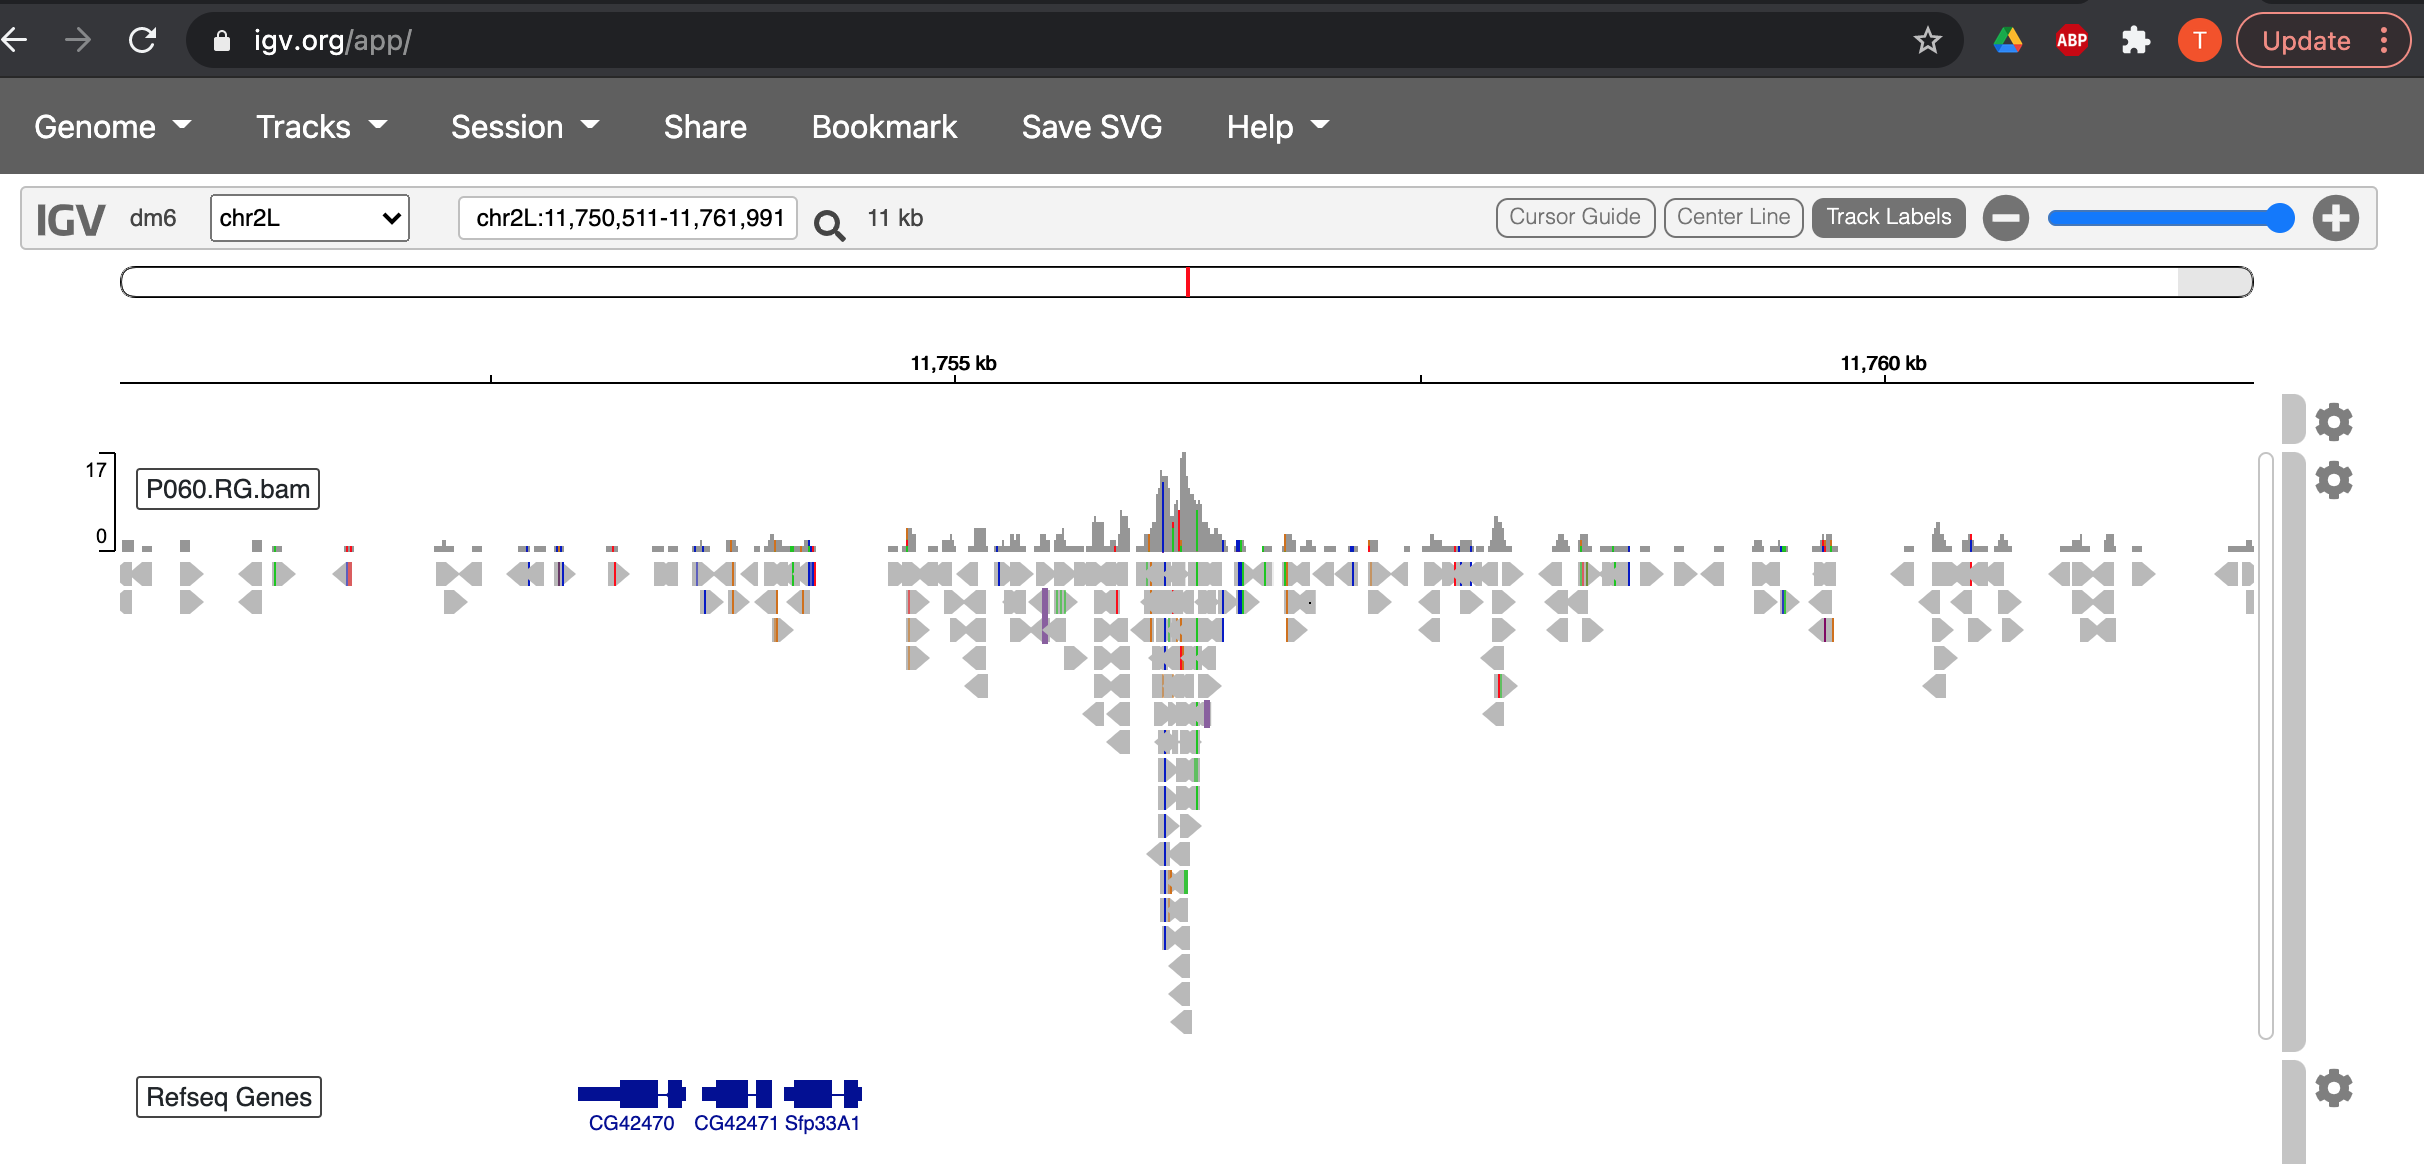 igv.org/app/
ABP
T
Update
Genome
Tracks
Session
Share
Bookmark
Save SVG
Help
IGV
dm6
chr2L
chr2L:11,750,511-11,761,991
11 kb
Cursor Guide
Center Line
Track Labels
11,755 kb
11,760 kb
17
P060.RG.bam
0
Refseq Genes
CG42470
CG42471
Sfp33A1